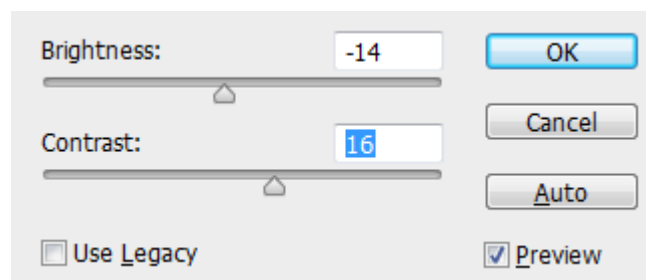 Brightness: -14
OK
Cancel
Contrast: 16
Auto
Use Legacy
Preview